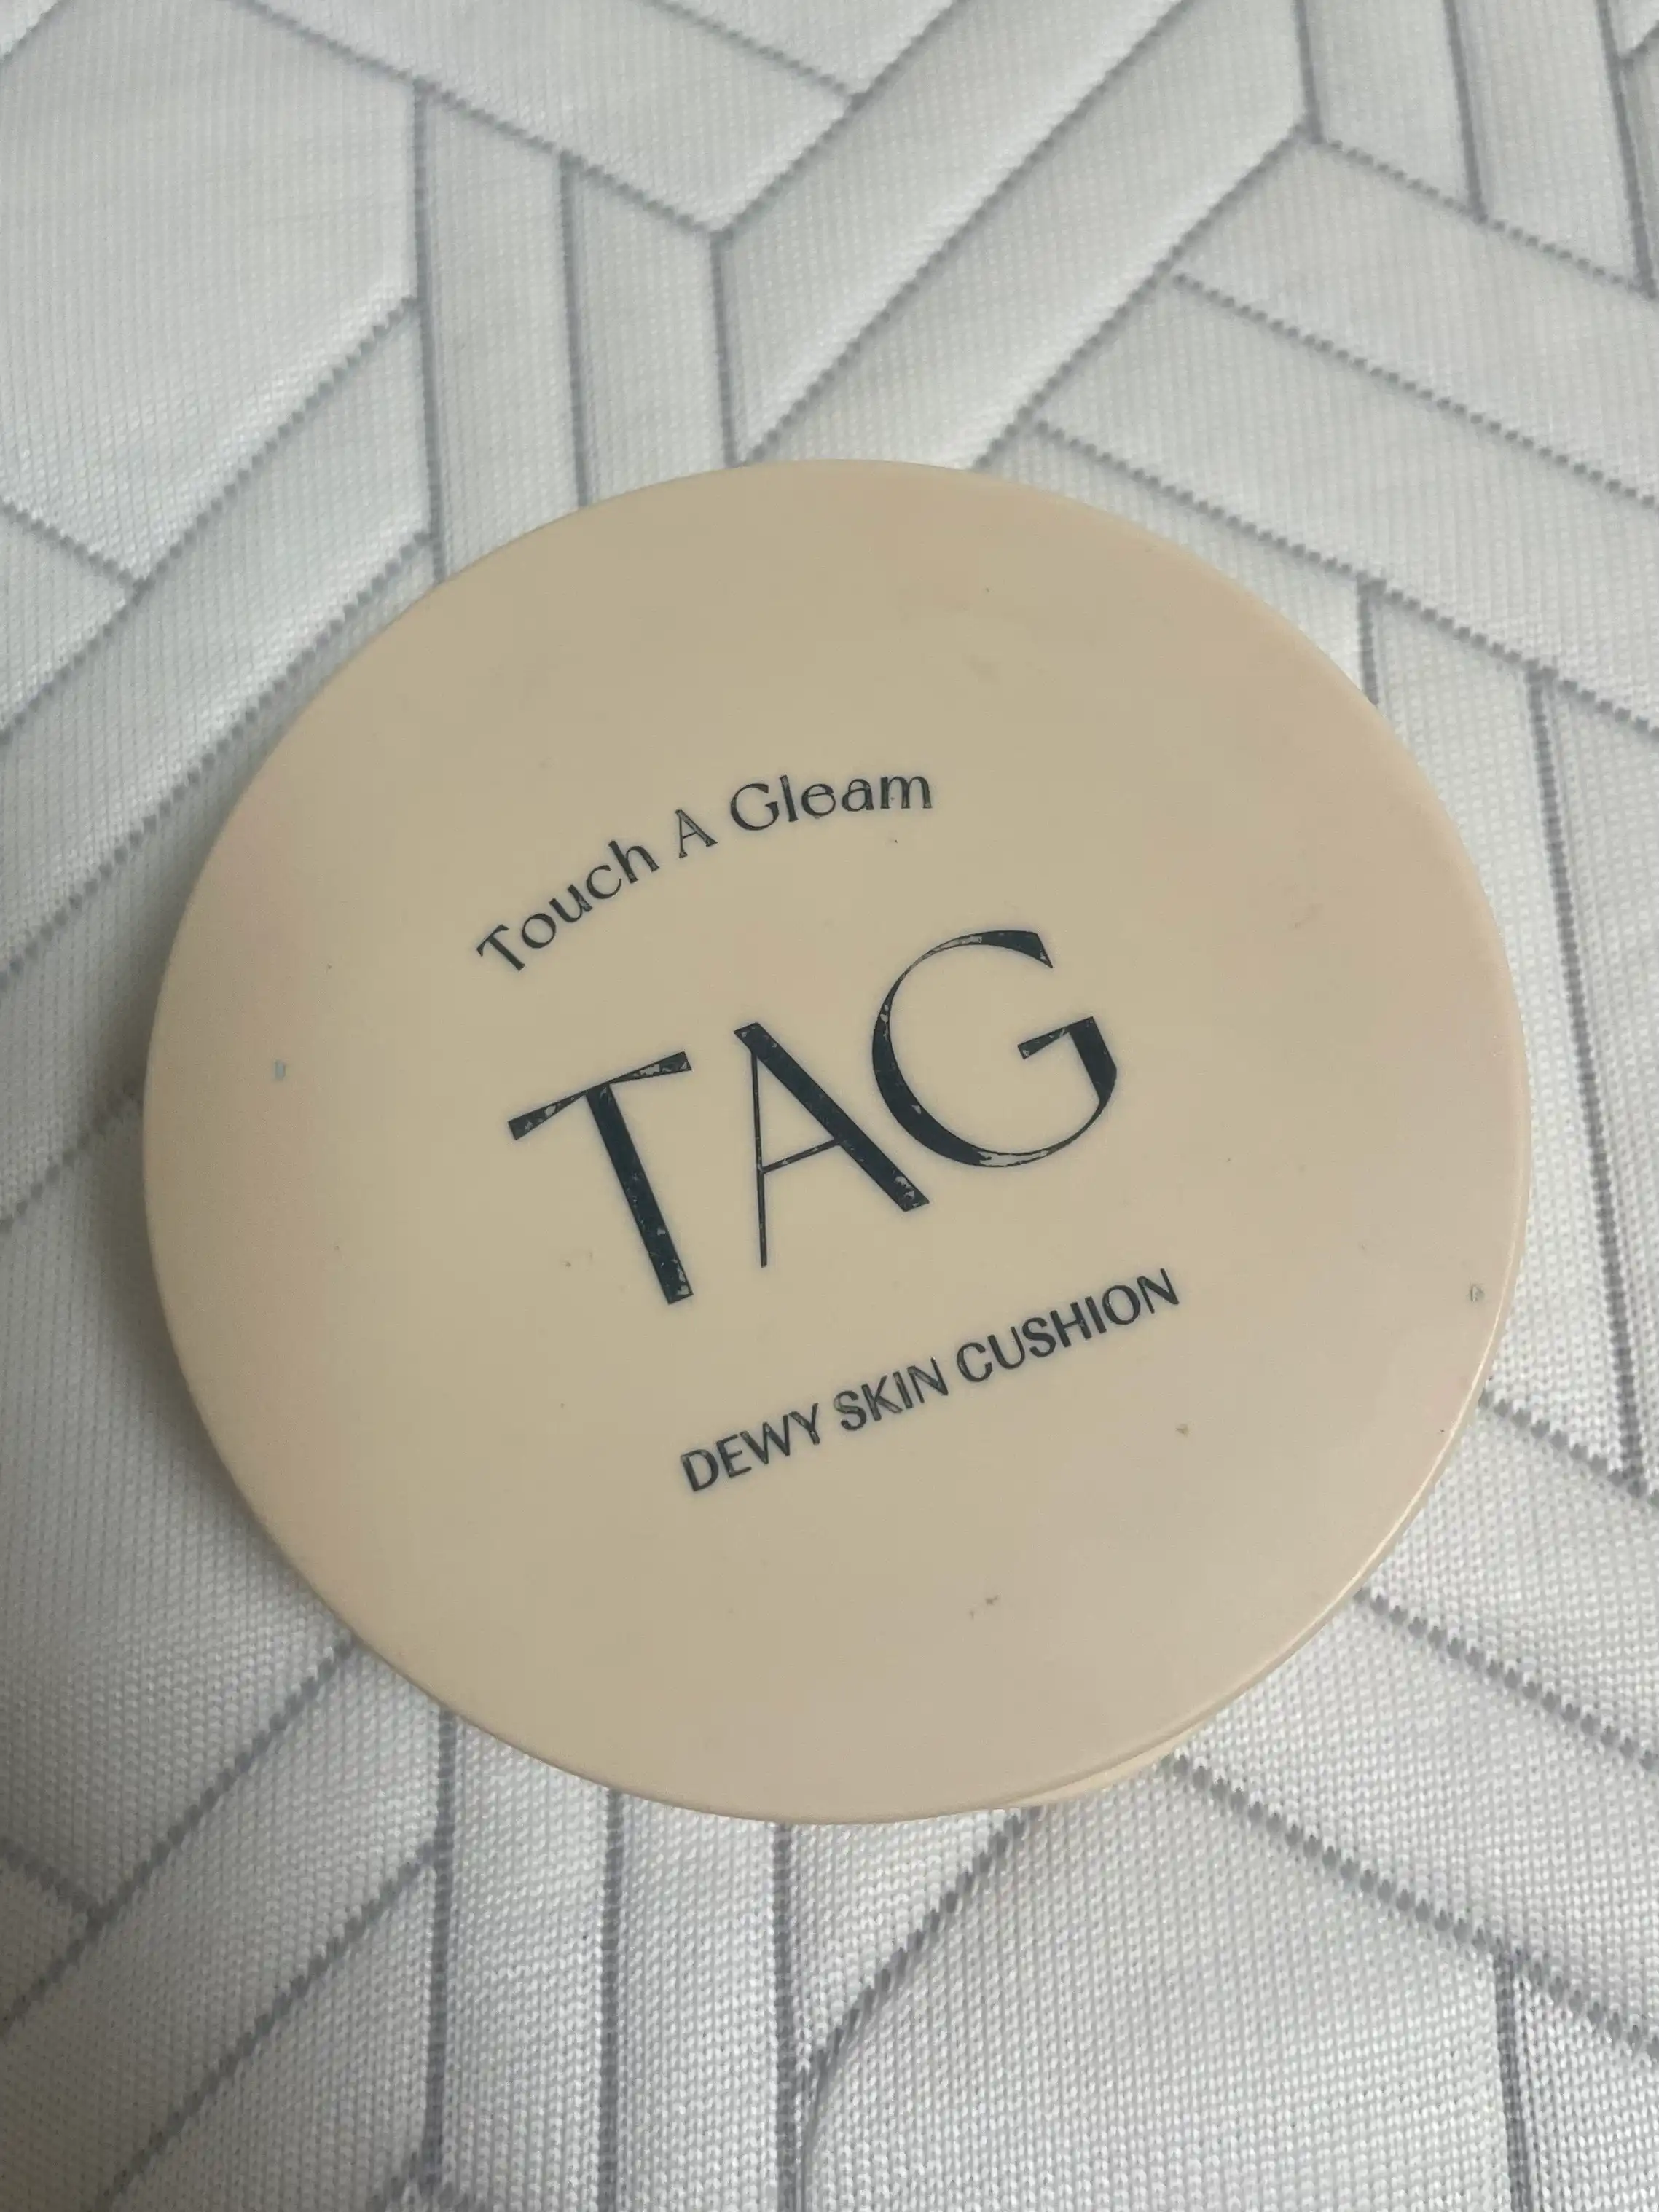 Touch A Gleam
TAG
DEWY SKIN CUSHION